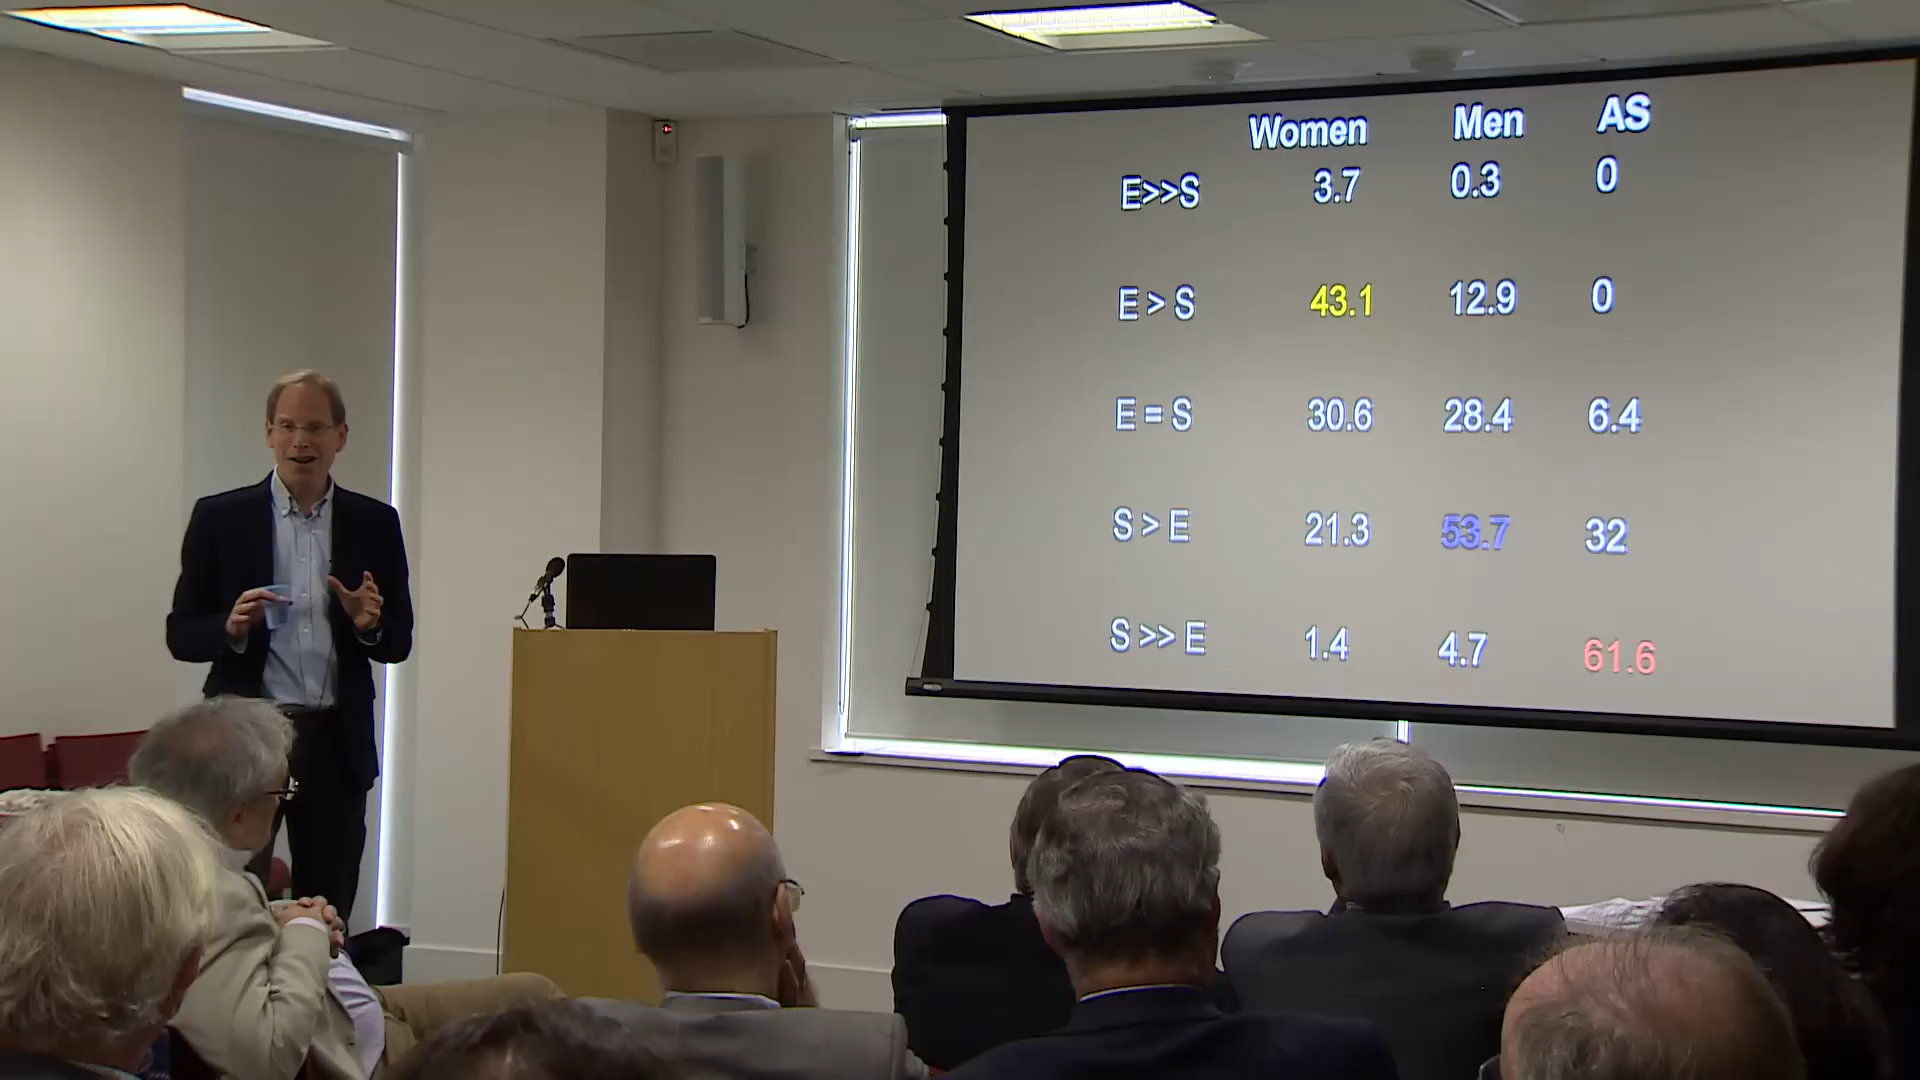 Women Men AS
E>>S 3.7 0.3 0
E > S 43.1 12.9 0
E = S 30.6 28.4 6.4
S > E 21.3 53.7 32
S >> E 1.4 4.7 61.6